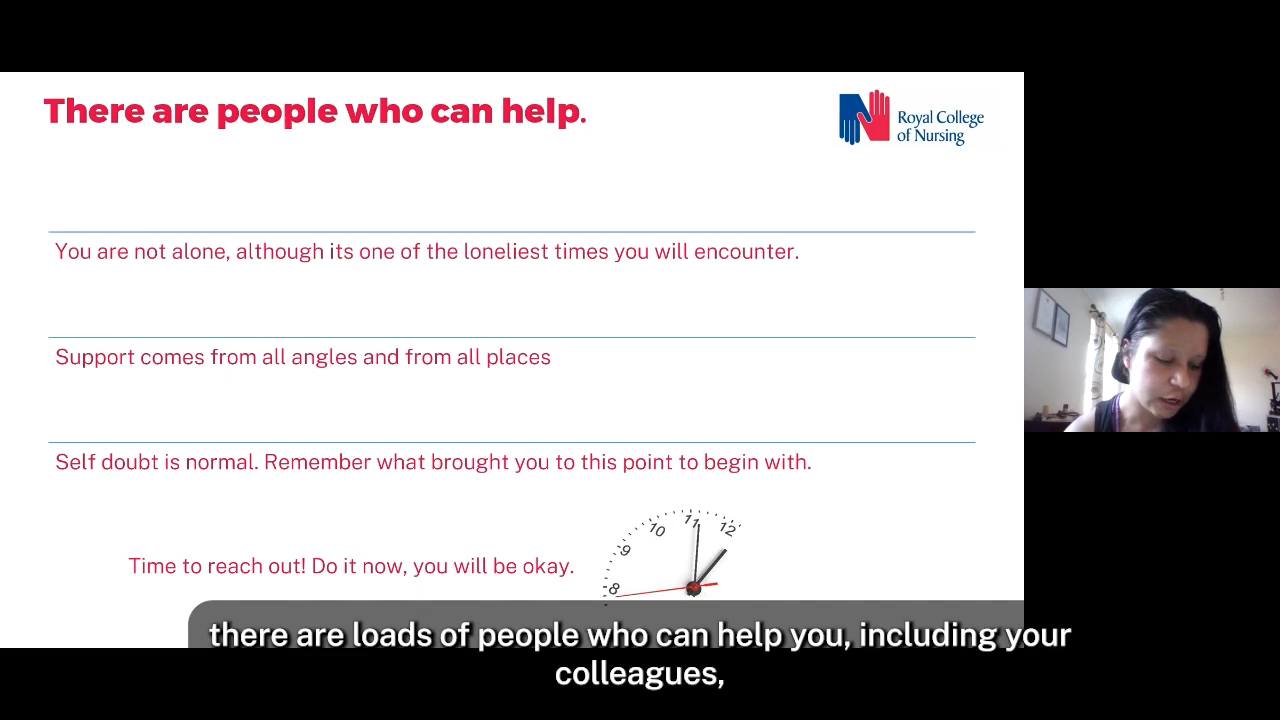 There are people who can help.
Royal College
of Nursing
You are not alone, although its one of the loneliest times you will encounter.
Support comes from all angles and from all places
Self doubt is normal. Remember what brought you to this point to begin with.
Time to reach out! Do it now, you will be okay.
8
9
10
11
12
there are loads of people who can help you, including your
colleagues,